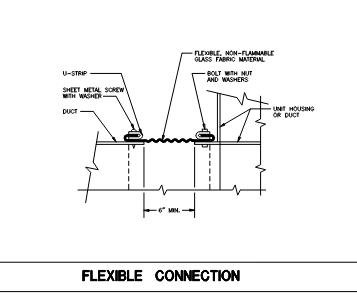 FLEXIBLE, NON-FLAMMABLE
GLASS FABRIC MATERIAL
U-STRIP
BOLT WITH NUT
AND WASHERS
SHEET METAL SCREW
WITH WASHER
DUCT
UNIT HOUSING
OR DUCT
6" MIN.
FLEXIBLE CONNECTION